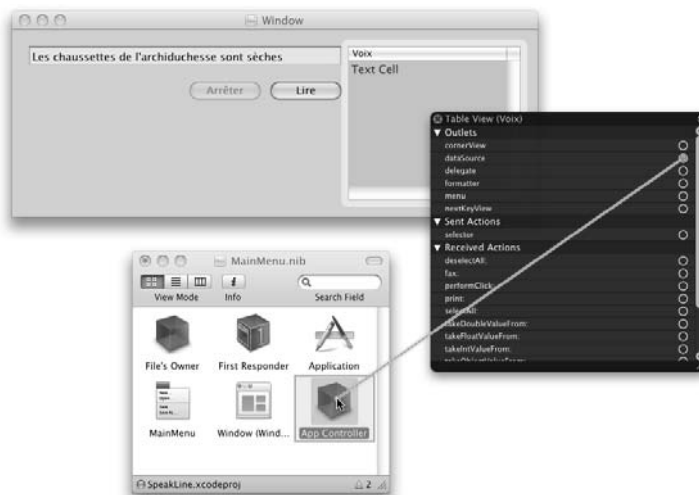 Window
Les chaussettes de l'archiduchesse sont sèches
Arrêter
Lire
Voix
Text Cell
Table View (Voix)
Outlets
cornerView
dataSource
delegate
formatter
menu
nextKeyView
Sent Actions
selector
Received Actions
deselectAll:
fax:
performClick:
print:
selectAll:
takeDoubleValueFrom:
takeFloatValueFrom:
takeIntValueFrom:
takeObjectValueFrom:
MainMenu.nib
View Mode
Info
Search Field
File's Owner
First Responder
Application
MainMenu
Window (Wind...
App Controller
SpeakLine.xcodeproj
2